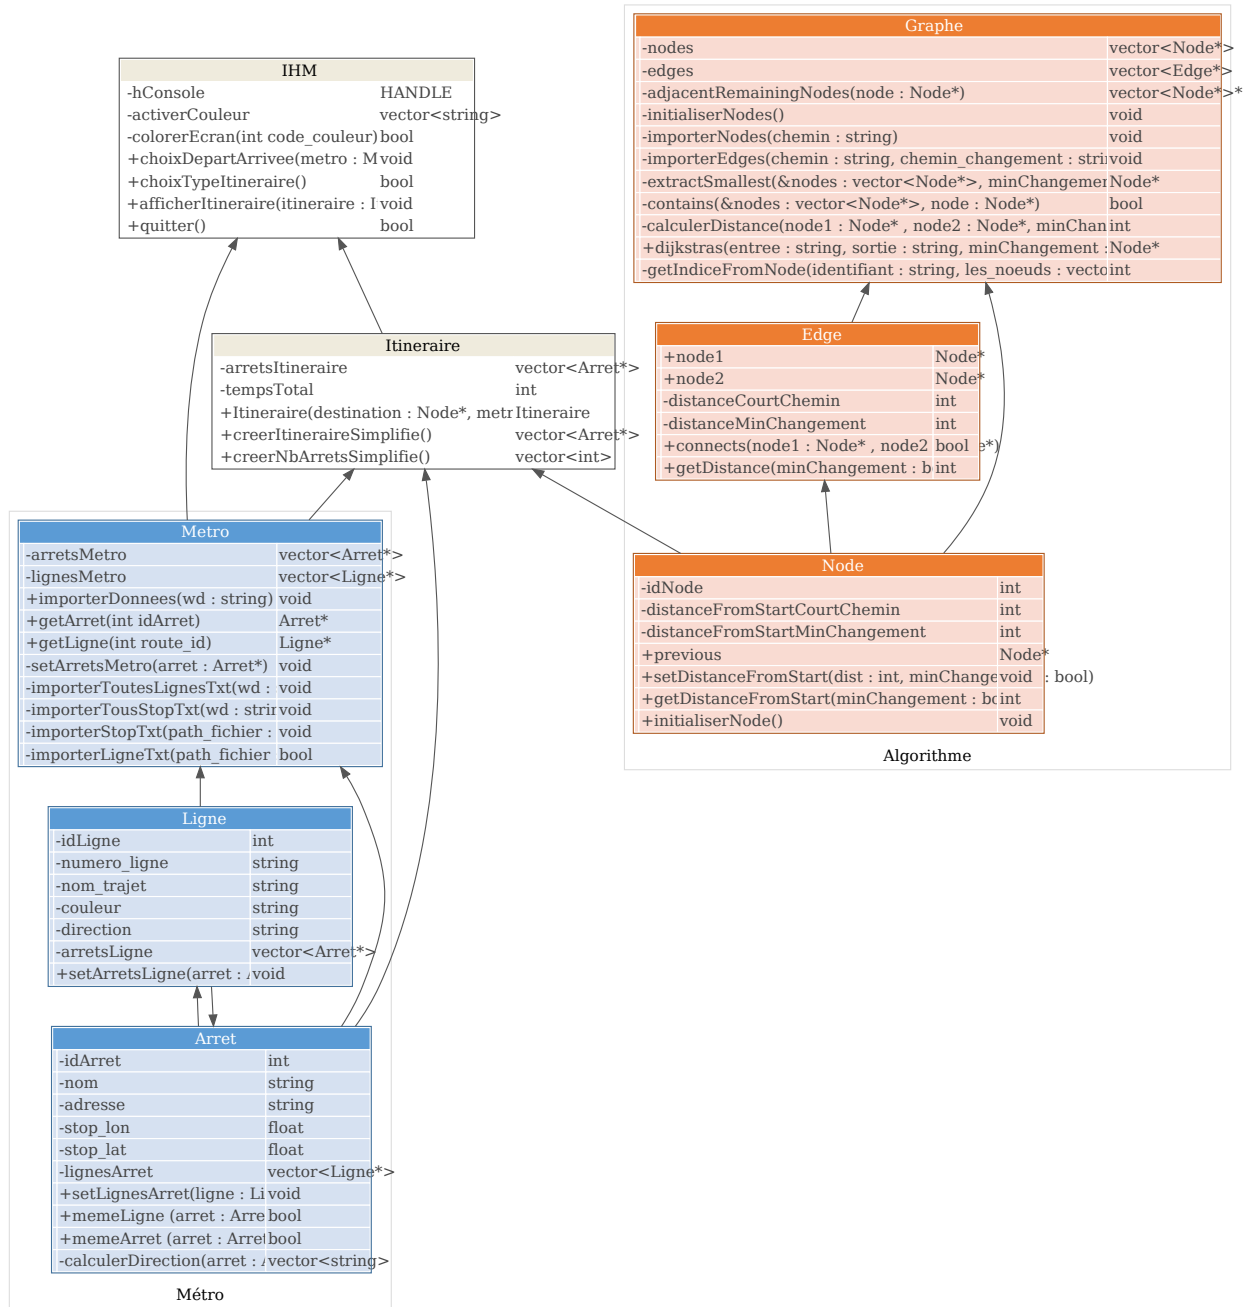 IHM
-hConsole HANDLE
-activerCouleur vector<string>
-colorerEcran(int code_couleur) bool
+choixDepartArrivee(metro : M void
+choixTypeItineraire() bool
+afficherItineraire(itineraire : I void
+quitter() bool
Itineraire
-arretsItineraire vector<Arret*>
-tempsTotal int
+Itineraire(destination : Node*, metr Itineraire
+creerItineraireSimplifie() vector<Arret*>
+creerNbArretsSimplifie() vector<int>
Metro
-arretsMetro vector<Arret*>
-lignesMetro vector<Ligne*>
+importerDonnees(wd : string) void
+getArret(int idArret) Arret*
+getLigne(int route_id) Ligne*
-setArretsMetro(arret : Arret*) void
-importerToutesLignesTxt(wd : void
-importerTousStopTxt(wd : strin void
-importerStopTxt(path_fichier : void
-importerLigneTxt(path_fichier bool
Ligne
-idLigne int
-numero_ligne string
-nom_trajet string
-couleur string
-direction string
-arretsLigne vector<Arret*>
+setArretsLigne(arret : void
Arret
-idArret int
-nom string
-adresse string
-stop_lon float
-stop_lat float
-lignesArret vector<Ligne*>
+setLignesArret(ligne : Li void
+memeLigne (arret : Arre bool
+memeArret (arret : Arret bool
-calculerDirection(arret : vector<string>
Métro
Graphe
-nodes vector<Node*>
-edges vector<Edge*>
-adjacentRemainingNodes(node : Node*) vector<Node*>*
-initialiserNodes() void
-importerNodes(chemin : string) void
-importerEdges(chemin : string, chemin_changement : strin void
-extractSmallest(&nodes : vector<Node*>, minChangemer Node*
-contains(&nodes : vector<Node*>, node : Node*) bool
-calculerDistance(node1 : Node* , node2 : Node*, minChan int
+dijkstras(entree : string, sortie : string, minChangement : Node*
-getIndiceFromNode(identifiant : string, les_noeuds : vecto int
Edge
+node1 Node*
+node2 Node*
-distanceCourtChemin int
-distanceMinChangement int
+connects(node1 : Node* , node2 bool e*)
+getDistance(minChangement : b int
Node
-idNode int
-distanceFromStartCourtChemin int
-distanceFromStartMinChangement int
+previous Node*
+setDistanceFromStart(dist : int, minChange void : bool)
+getDistanceFromStart(minChangement : bo int
+initialiserNode() void
Algorithme